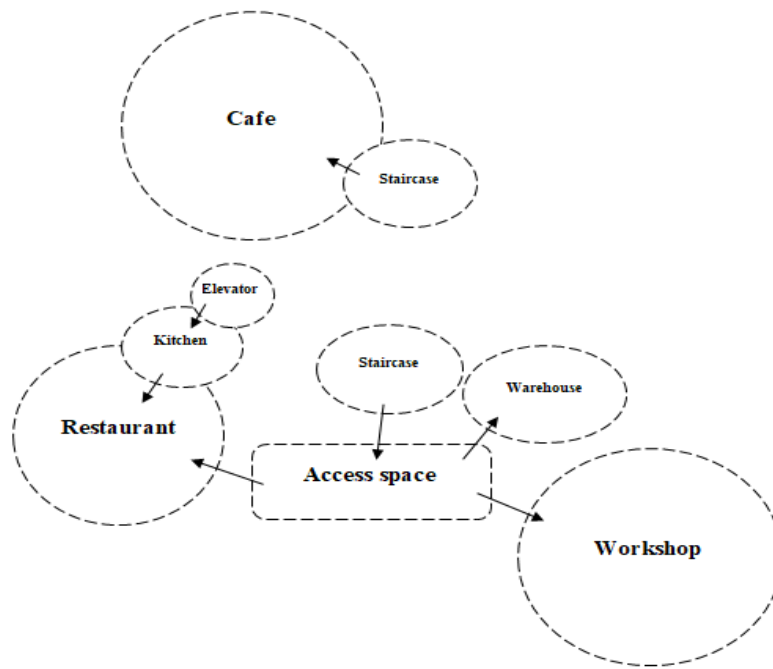 Cafe
Staircase
Elevator
Kitchen
Staircase
Warehouse
Restaurant
Access space
Workshop